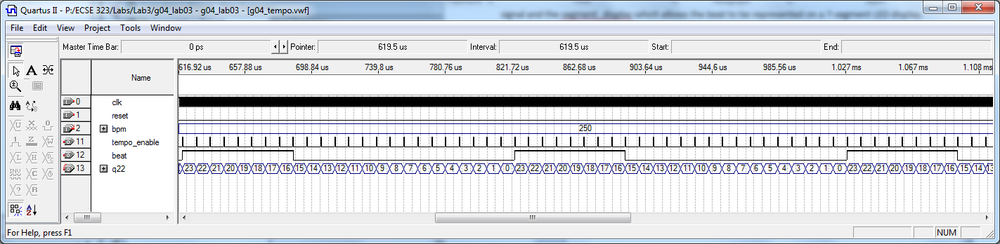 signal and the segment_display which allows the beat to be represented on a 7-segment LED display
Quartus II - P:/ECSE 323/Labs/Lab3/g04_lab03 - g04_lab03 - [g04_tempo.vwf]
File Edit View Project Tools Window
Master Time Bar: 0 ps Pointer: 619.5 us Interval: 619.5 us Start: End:
616.92 us 657.88 us 698.84 us 739.8 us 780.76 us 821.72 us 862.68 us 903.64 us 944.6 us 985.56 us 1.027 ms 1.067 ms 1.108 ms
Name
0 clk
1 reset
2 bpm 250
11 tempo_enable
12 beat
13 q22 23 22 21 20 19 18 17 16 15 14 13 12 11 10 9 8 7 6 5 4 3 2 1 0 23 22 21 20 19 18 17 16 15 14 13 12 11 10 9 8 7 6 5 4 3 2 1 0 23 22 21 20 19 18 17 16 15 14 13
For Help, press F1 NUM